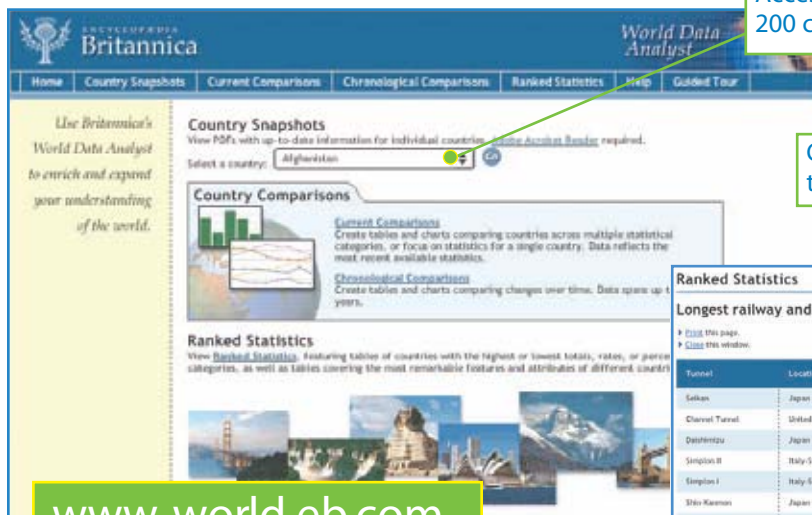 ENCYCLOPÆDIA
Britannica
World Data
Analyst
Home Country Snapshots Current Comparisons Chronological Comparisons Ranked Statistics Help Guided Tour
200 c
Use Britannica's
World Data Analyst
to enrich and expand
your understanding
of the world.
Country Snapshots
View PDFs with up-to-date information for individual countries. Adobe Acrobat Reader required.
Select a country: Afghanistan Go
Country Comparisons
Current Comparisons
Create tables and charts comparing countries across multiple statistical
categories, or focus on statistics for a single country. Data reflects the
most recent available statistics.
Chronological Comparisons
Create tables and charts comparing changes over time. Data spans up t
years.
Ranked Statistics
View Ranked Statistics, featuring tables of countries with the highest or lowest totals, rates, or perce
categories, as well as tables covering the most remarkable features and attributes of different countri
Ranked Statistics
Longest railway and
Print this page.
Close this window.
Tunnel Locati
Seikan Japan
Channel Tunnel United
Daishimizu Japan
Simplon II Italy-S
Simplon I Italy-S
Shin Kanmon Japan
www.world.eb.com